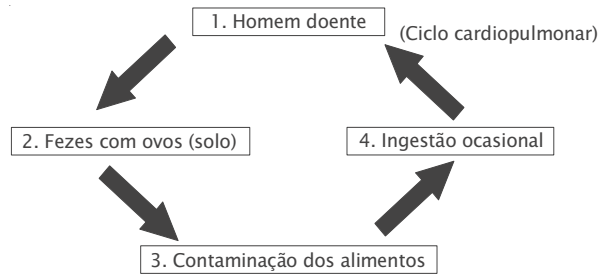 1. Homem doente
(Ciclo cardiopulmonar)
2. Fezes com ovos (solo)
4. Ingestão ocasional
3. Contaminação dos alimentos